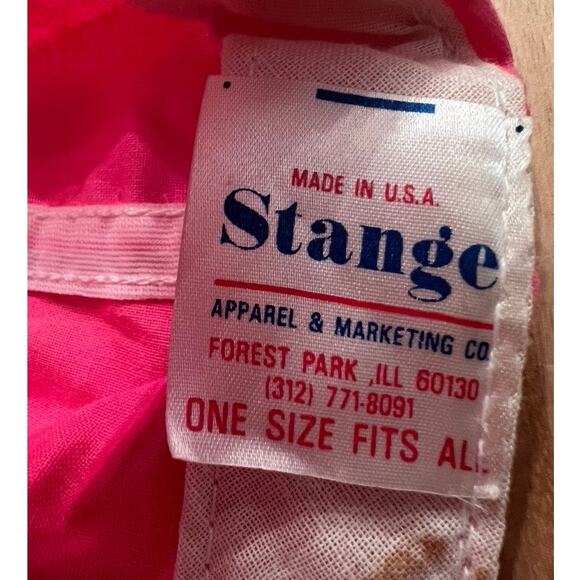 MADE IN U.S.A.
Stange
APPAREL & MARKETING CO
FOREST PARK ,ILL 60130
(312) 771-8091
ONE SIZE FITS ALL